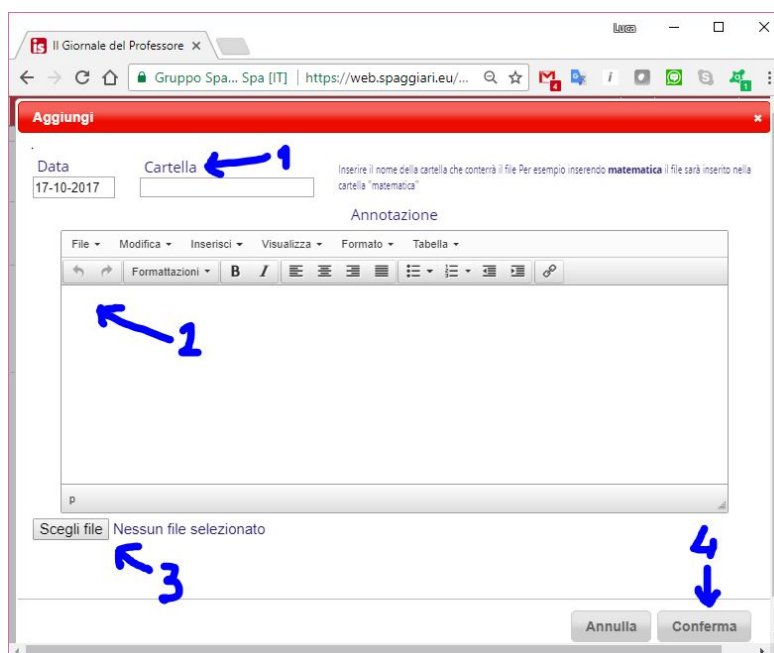 Luca
Il Giornale del Professore
Gruppo Spa... Spa [IT] | https://web.spaggiari.eu/...
4
1
Aggiungi
1
Data Cartella
Inserire il nome della cartella che conterrà il file Per esempio inserendo matematica il file sarà inserito nella
cartella "matematica"
17-10-2017
Annotazione
File Modifica Inserisci Visualizza Formato Tabella
Formattazioni B I
2
p
Scegli file Nessun file selezionato
3
4
Annulla Conferma